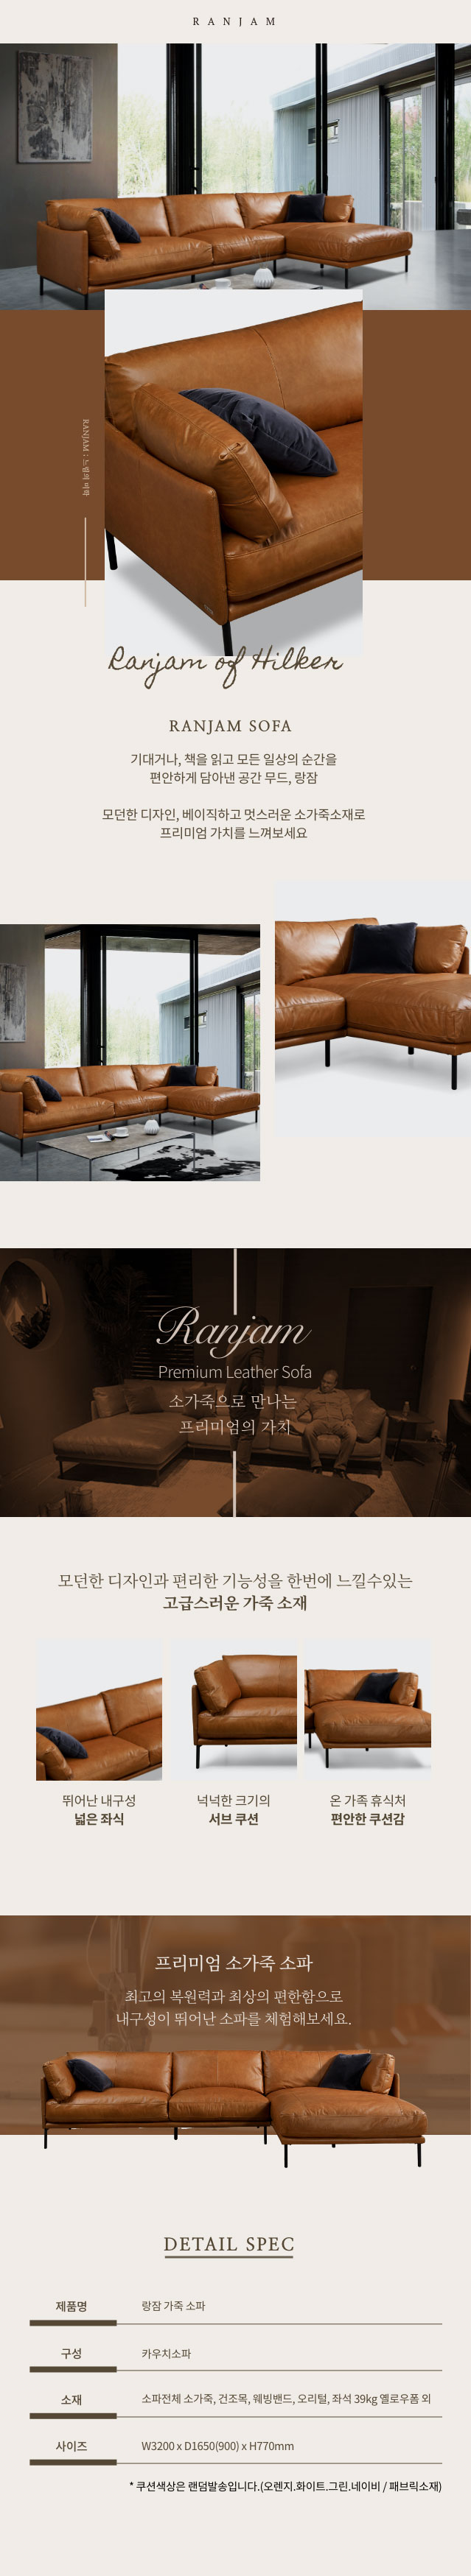 RANJAM
RANJAM : 느낌의 미학
Ranjam of Hilker
RANJAM SOFA
기대거나, 책을 읽고 모든 일상의 순간을
편안하게 담아낸 공간 무드, 랑잠
모던한 디자인, 베이직하고 멋스러운 소가죽소재로
프리미엄 가치를 느껴보세요
Ranjam
Premium Leather Sofa
소가죽으로 만나는
프리미엄의 가치
모던한 디자인과 편리한 기능성을 한번에 느낄수있는
고급스러운 가죽 소재
뛰어난 내구성
넓은 좌식
넉넉한 크기의
서브 쿠션
온 가족 휴식처
편안한 쿠션감
프리미엄 소가죽 소파
최고의 복원력과 최상의 편한함으로
내구성이 뛰어난 소파를 체험해보세요.
DETAIL SPEC
제품명 랑잠 가죽 소파
구성 카우치소파
소재 소파전체 소가죽, 건조목, 웨빙밴드, 오리털, 좌석 39kg 옐로우폼 외
사이즈 W3200 x D1650(900) x H770mm
* 쿠션색상은 랜덤발송입니다.(오렌지.화이트.그린.네이비 / 패브릭소재)